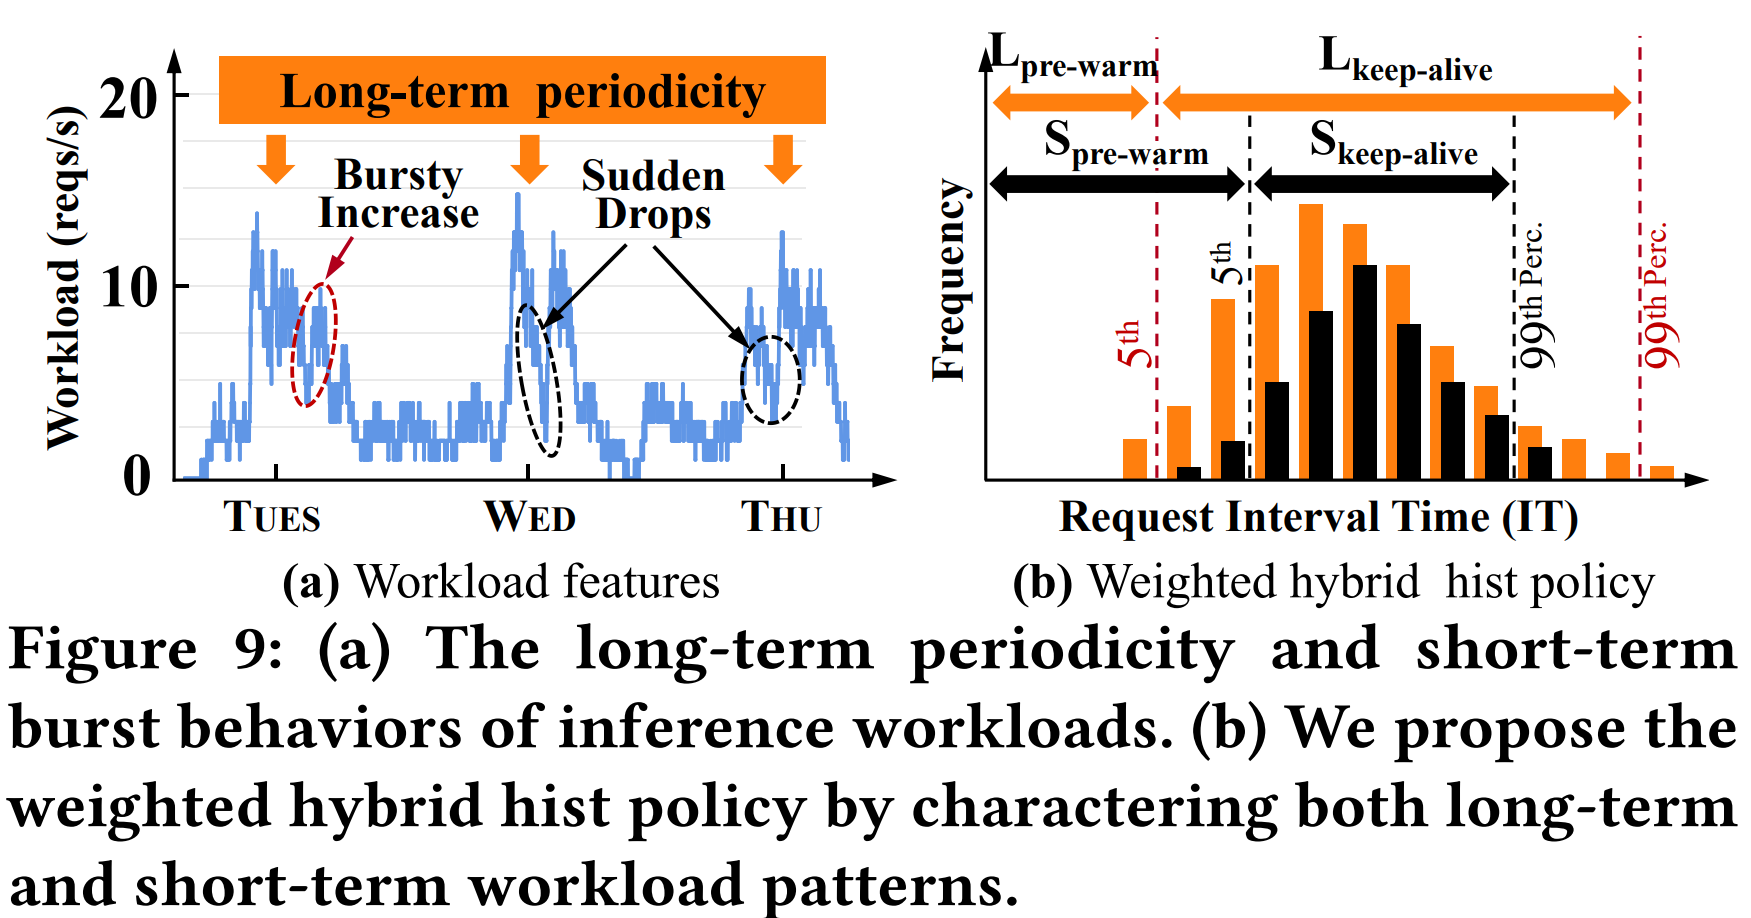 20
10
0
Workload (reqs/s)
Long-term periodicity
Bursty
Increase
Sudden
Drops
TUES
WED
THU
(a) Workload features
Lpre-warm
Lkeep-alive
Spre-warm
Skeep-alive
Frequency
5th
5th
99th Perc.
99th Perc.
Request Interval Time (IT)
(b) Weighted hybrid hist policy
Figure 9: (a) The long-term periodicity and short-term
burst behaviors of inference workloads. (b) We propose the
weighted hybrid hist policy by charactering both long-term
and short-term workload patterns.